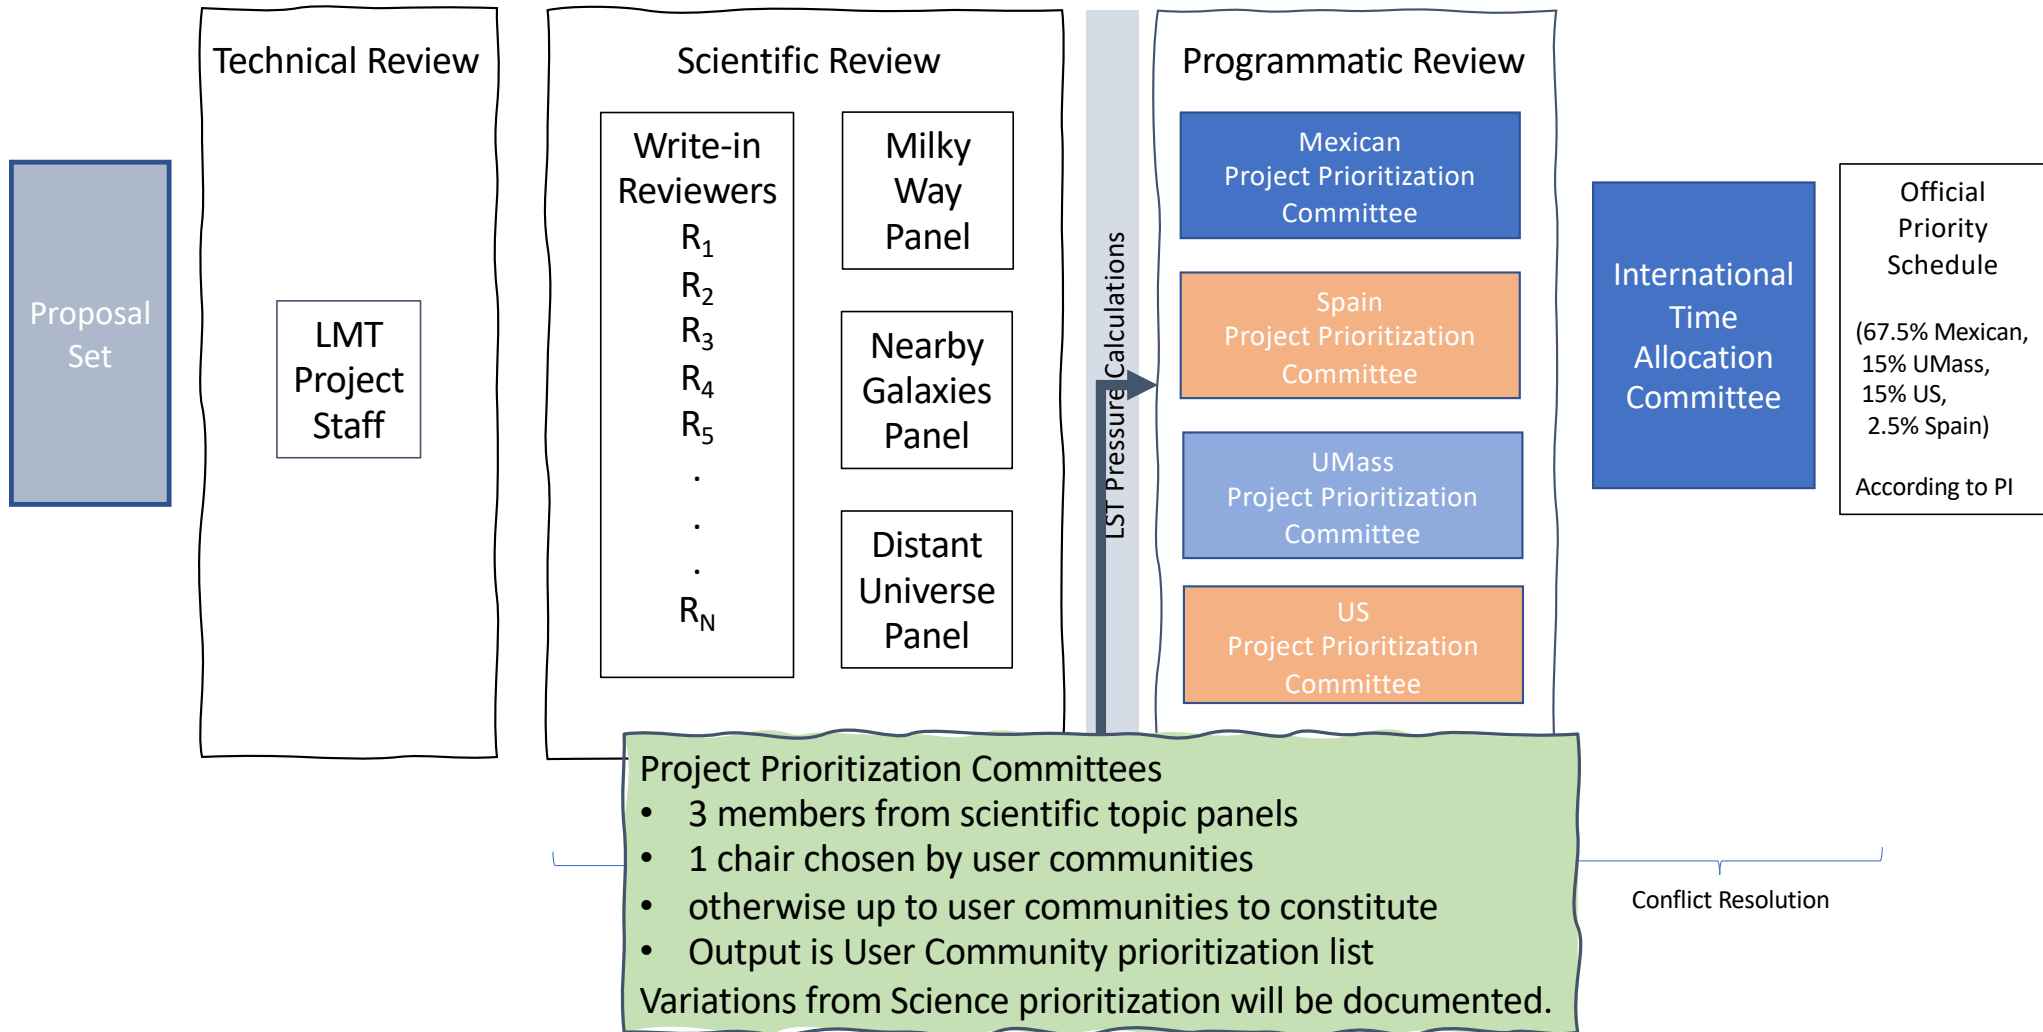 Technical Review
Scientific Review
Programmatic Review
Proposal
Set
LMT
Project
Staff
Write-in
Reviewers
R1
R2
R3
R4
R5
.
.
.
RN
Milky
Way
Panel
Nearby
Galaxies
Panel
Distant
Universe
Panel
LST Pressure Calculations
Mexican
Project Prioritization
Committee
Spain
Project Prioritization
Committee
UMass
Project Prioritization
Committee
US
Project Prioritization
Committee
International
Time
Allocation
Committee
Official
Priority
Schedule
(67.5% Mexican,
15% UMass,
15% US,
2.5% Spain)
According to PI
Project Prioritization Committees
• 3 members from scientific topic panels
• 1 chair chosen by user communities
• otherwise up to user communities to constitute
• Output is User Community prioritization list
Variations from Science prioritization will be documented.
Conflict Resolution